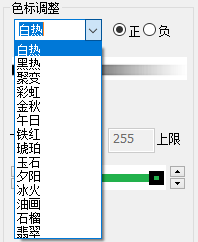 色标调整
白热 正 负
白热
黑热
聚变
彩虹
金秋
午日
铁红 255 上限
琥珀
玉石
夕阳
冰火
油画
石榴
翡翠